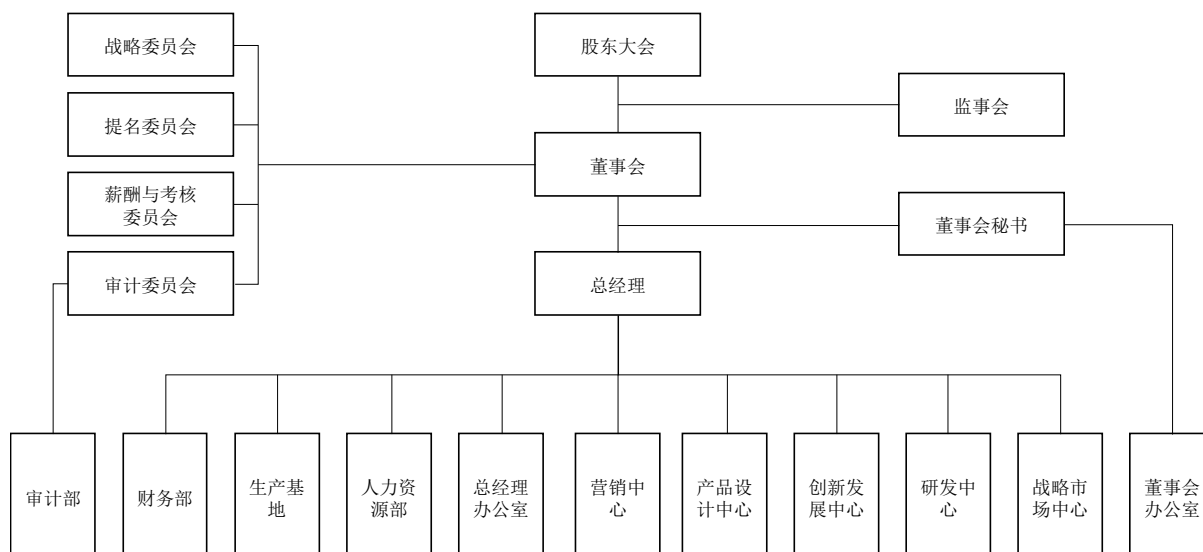 战略委员会
股东大会
监事会
提名委员会
董事会
薪酬与考核
委员会
董事会秘书
审计委员会
总经理
审计部
财务部
生产基
地
人力资
源部
总经理
办公室
营销中
心
产品设
计中心
创新发
展中心
研发中
心
战略市
场中心
董事会
办公室